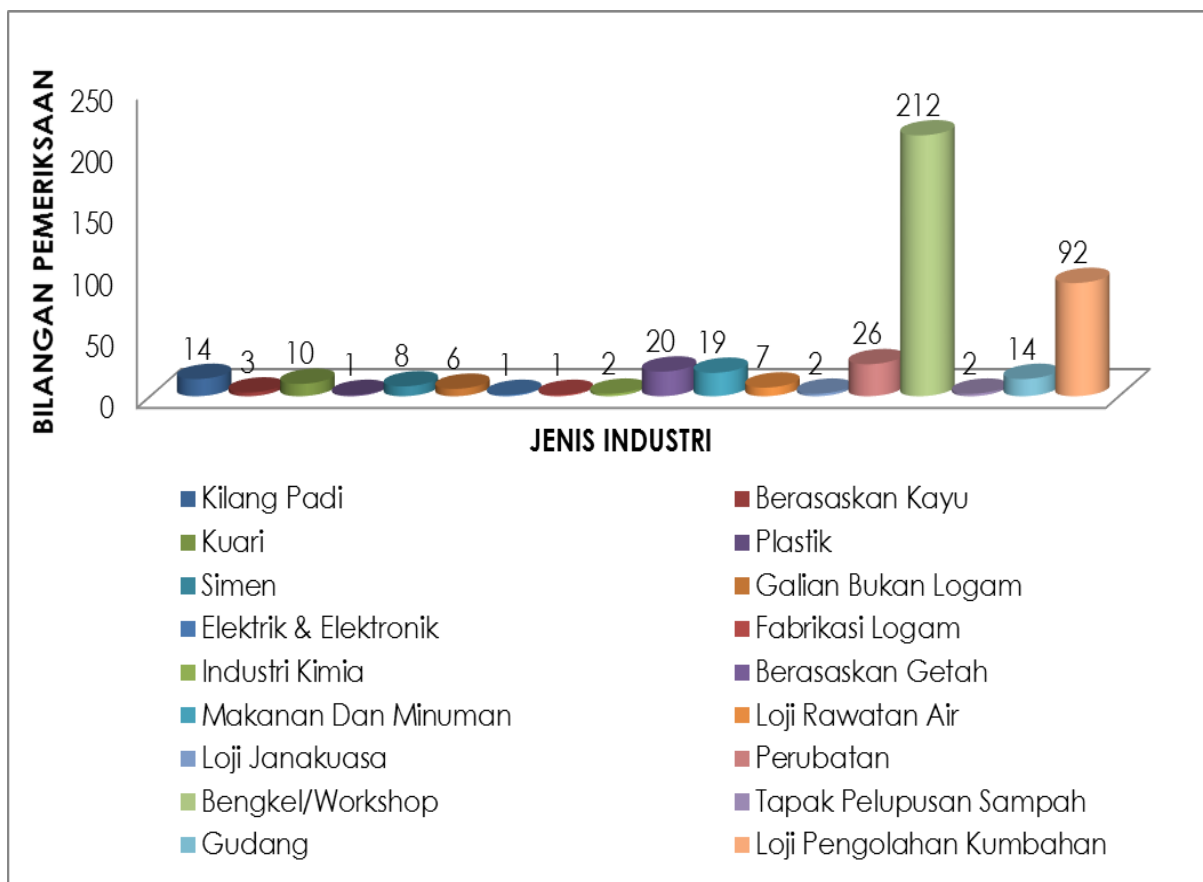 BILANGAN PEMERIKSAAN
250
200
150
100
50
0
14
3
10
1
8
6
1
1
2
20
19
7
2
26
212
2
14
92
JENIS INDUSTRI
Kilang Padi
Berasaskan Kayu
Kuari
Plastik
Simen
Galian Bukan Logam
Elektrik & Elektronik
Fabrikasi Logam
Industri Kimia
Berasaskan Getah
Makanan Dan Minuman
Loji Rawatan Air
Loji Janakuasa
Perubatan
Bengkel/Workshop
Tapak Pelupusan Sampah
Gudang
Loji Pengolahan Kumbahan